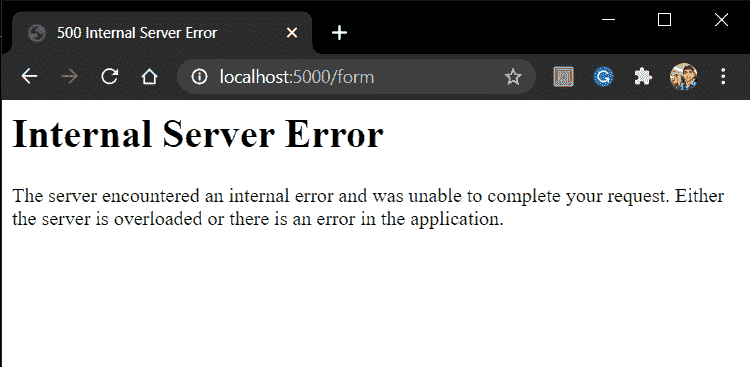 500 Internal Server Error
localhost:5000/form
Internal Server Error
The server encountered an internal error and was unable to complete your request. Either
the server is overloaded or there is an error in the application.